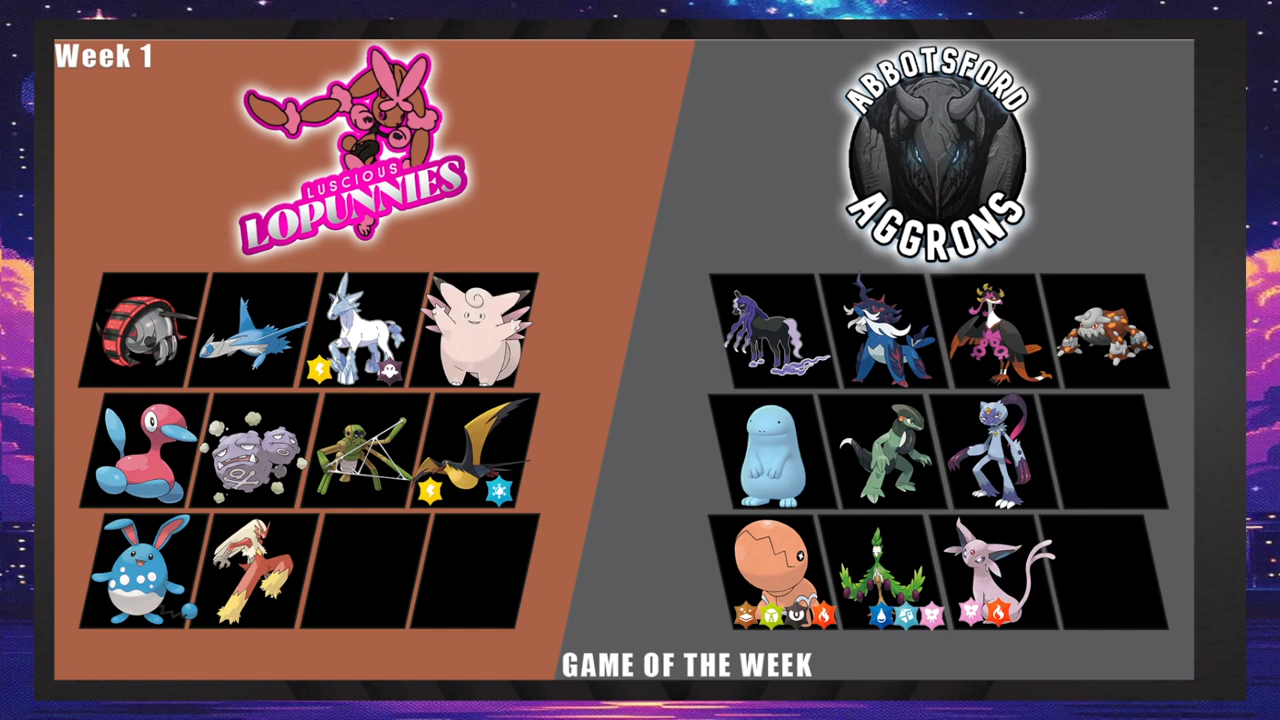 Week 1
LUSCIOUS
LOPUNNIES
ABBOTSFORD
AGGRONS
GAME OF THE WEEK